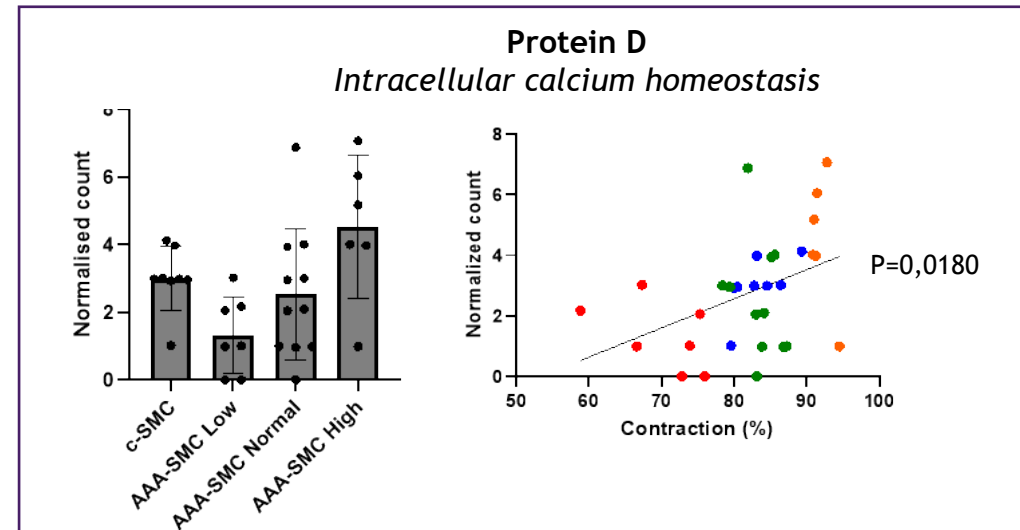 Protein D
Intracellular calcium homeostasis
Normalised count
8
6
4
2
0
c-SMC
AAA-SMC Low
AAA-SMC Normal
AAA-SMC High
Normalized count
8
6
4
2
0
50 60 70 80 90 100
Contraction (%)
P=0,0180